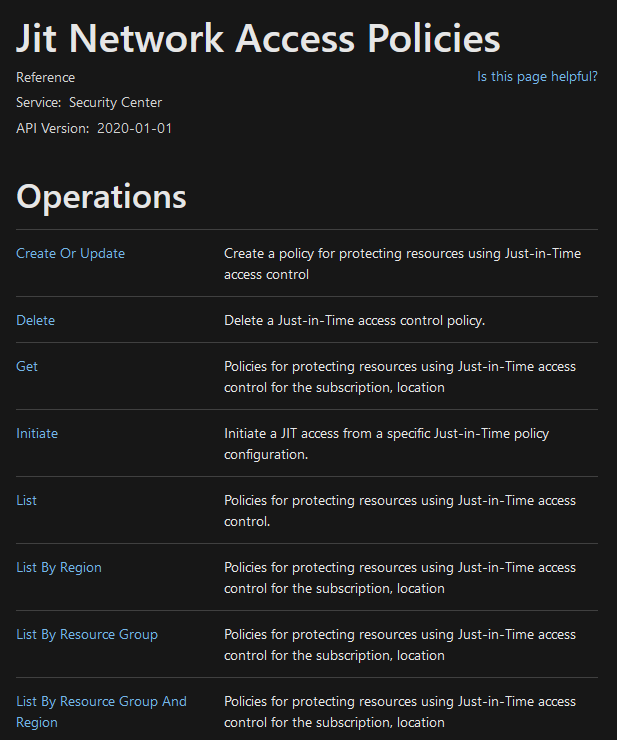 Jit Network Access Policies
Reference
Is this page helpful?
Service: Security Center
API Version: 2020-01-01
Operations
Create Or Update
Create a policy for protecting resources using Just-in-Time
access control
Delete
Delete a Just-in-Time access control policy.
Get
Policies for protecting resources using Just-in-Time access
control for the subscription, location
Initiate
Initiate a JIT access from a specific Just-in-Time policy
configuration.
List
Policies for protecting resources using Just-in-Time access
control.
List By Region
Policies for protecting resources using Just-in-Time access
control for the subscription, location
List By Resource Group
Policies for protecting resources using Just-in-Time access
control for the subscription, location
List By Resource Group And
Region
Policies for protecting resources using Just-in-Time access
control for the subscription, location